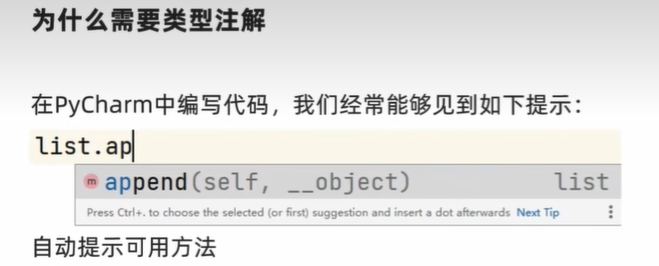 为什么需要类型注解
在PyCharm中编写代码，我们经常能够见到如下提示：
list.ap
m append(self, __object) list
Press Ctrl+. to choose the selected (or first) suggestion and insert a dot afterwards Next Tip
自动提示可用方法